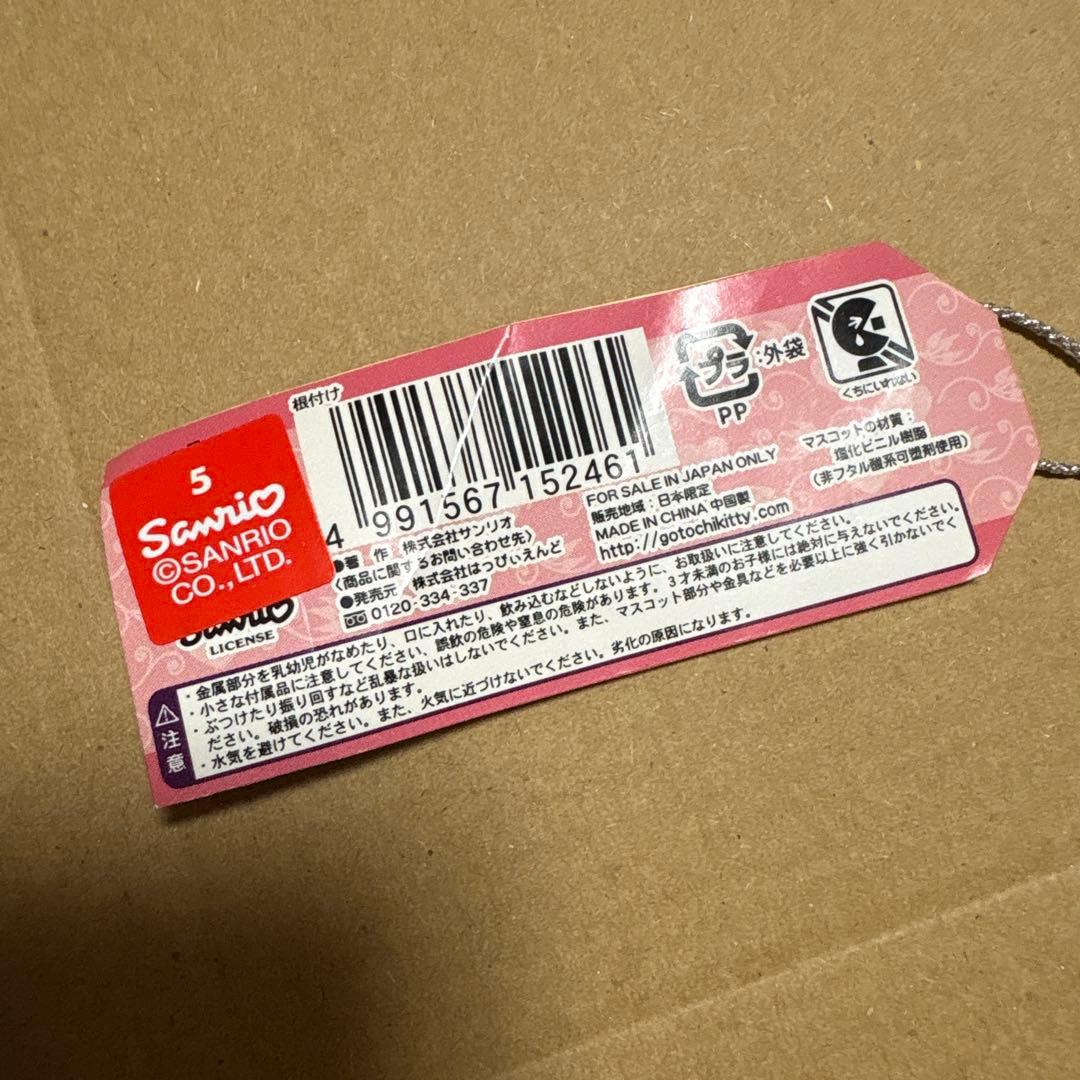 根付け
4 991567 152461
プラ :外袋
PP
くちにいれない
マスコットの材質:
塩化ビニル樹脂
(非フタル酸系可塑剤使用)
5
Sanrio
©SANRIO
CO.,LTD.
Sanrio
LICENSE
●著 作 株式会社サンリオ
〈商品に関するお問い合わせ先〉
●発売元 株式会社はっぴぃえんど
0120-334-337
FOR SALE IN JAPAN ONLY
販売地域:日本限定
MADE IN CHINA 中国製
http://gotochikitty.com
注意
・金属部分を乳幼児がなめたり、口に入れたり、飲み込むなどしないように、お取扱いに注意してください。
・小さな付属品に注意してください、誤飲の危険や窒息の危険があります。3才未満のお子様には絶対に与えないでください。
・ぶつけたり振り回すなど乱暴な扱いはしないでください。また、マスコット部分や金具などを必要以上に強く引かないでく
ださい。破損の恐れがあります。
・水気を避けてください。また、火気に近づけないでください。劣化の原因になります。